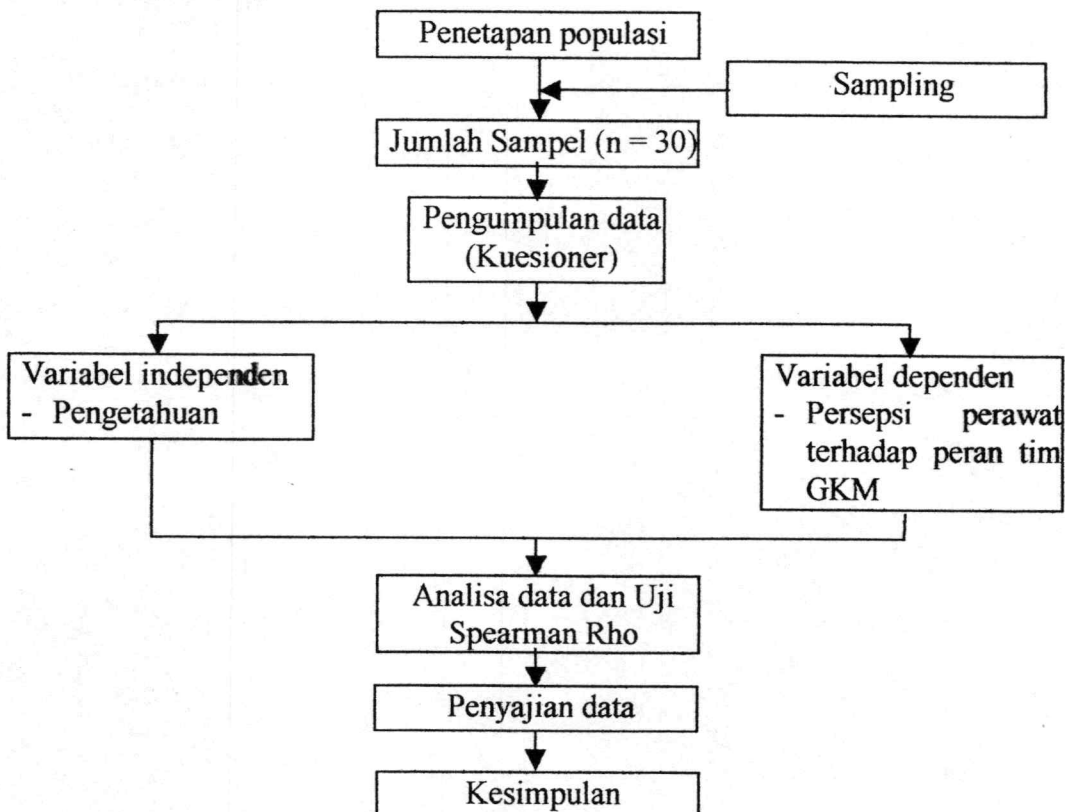 Penetapan populasi
Sampling
Jumlah Sampel (n = 30)
Pengumpulan data
(Kuesioner)
Variabel independen
- Pengetahuan
Variabel dependen
- Persepsi perawat
terhadap peran tim
GKM
Analisa data dan Uji
Spearman Rho
Penyajian data
Kesimpulan